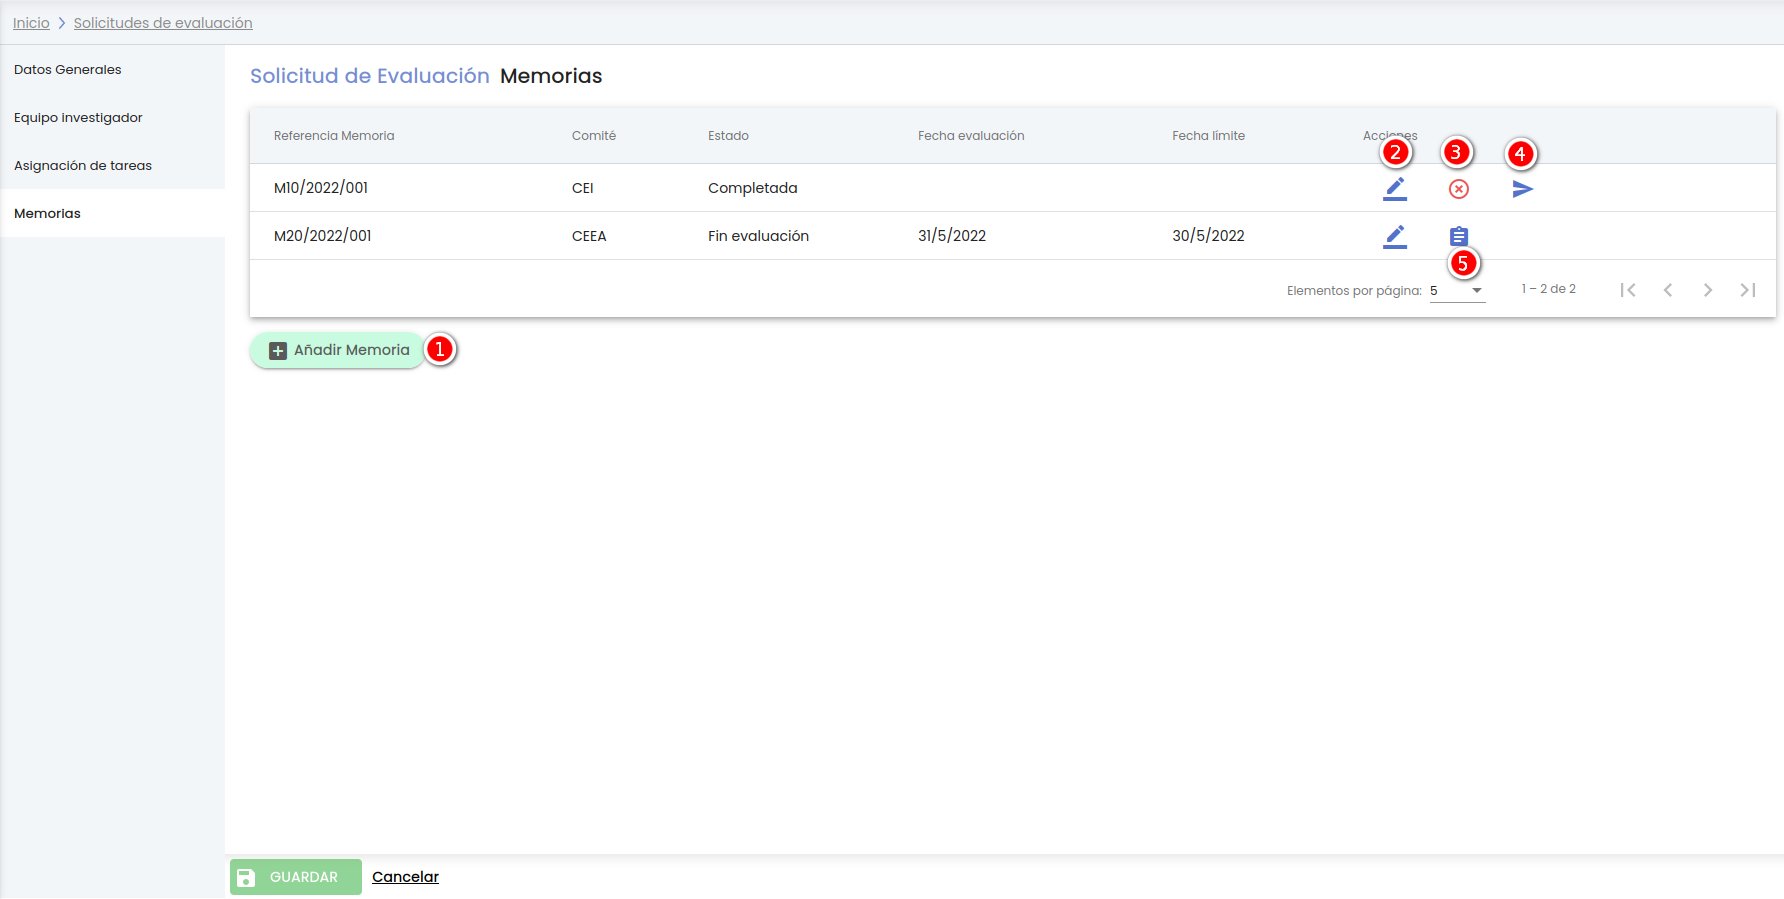 Inicio > Solicitudes de evaluación
Datos Generales
Equipo investigador
Asignación de tareas
Memorias
Solicitud de Evaluación Memorias
Referencia Memoria Comité Estado Fecha evaluación Fecha límite Acciones
2 3 4
M10/2022/001 CEI Completada
M20/2022/001 CEEA Fin evaluación 31/5/2022 30/5/2022
5
Elementos por página: 5 1 – 2 de 2
Añadir Memoria 1
GUARDAR Cancelar